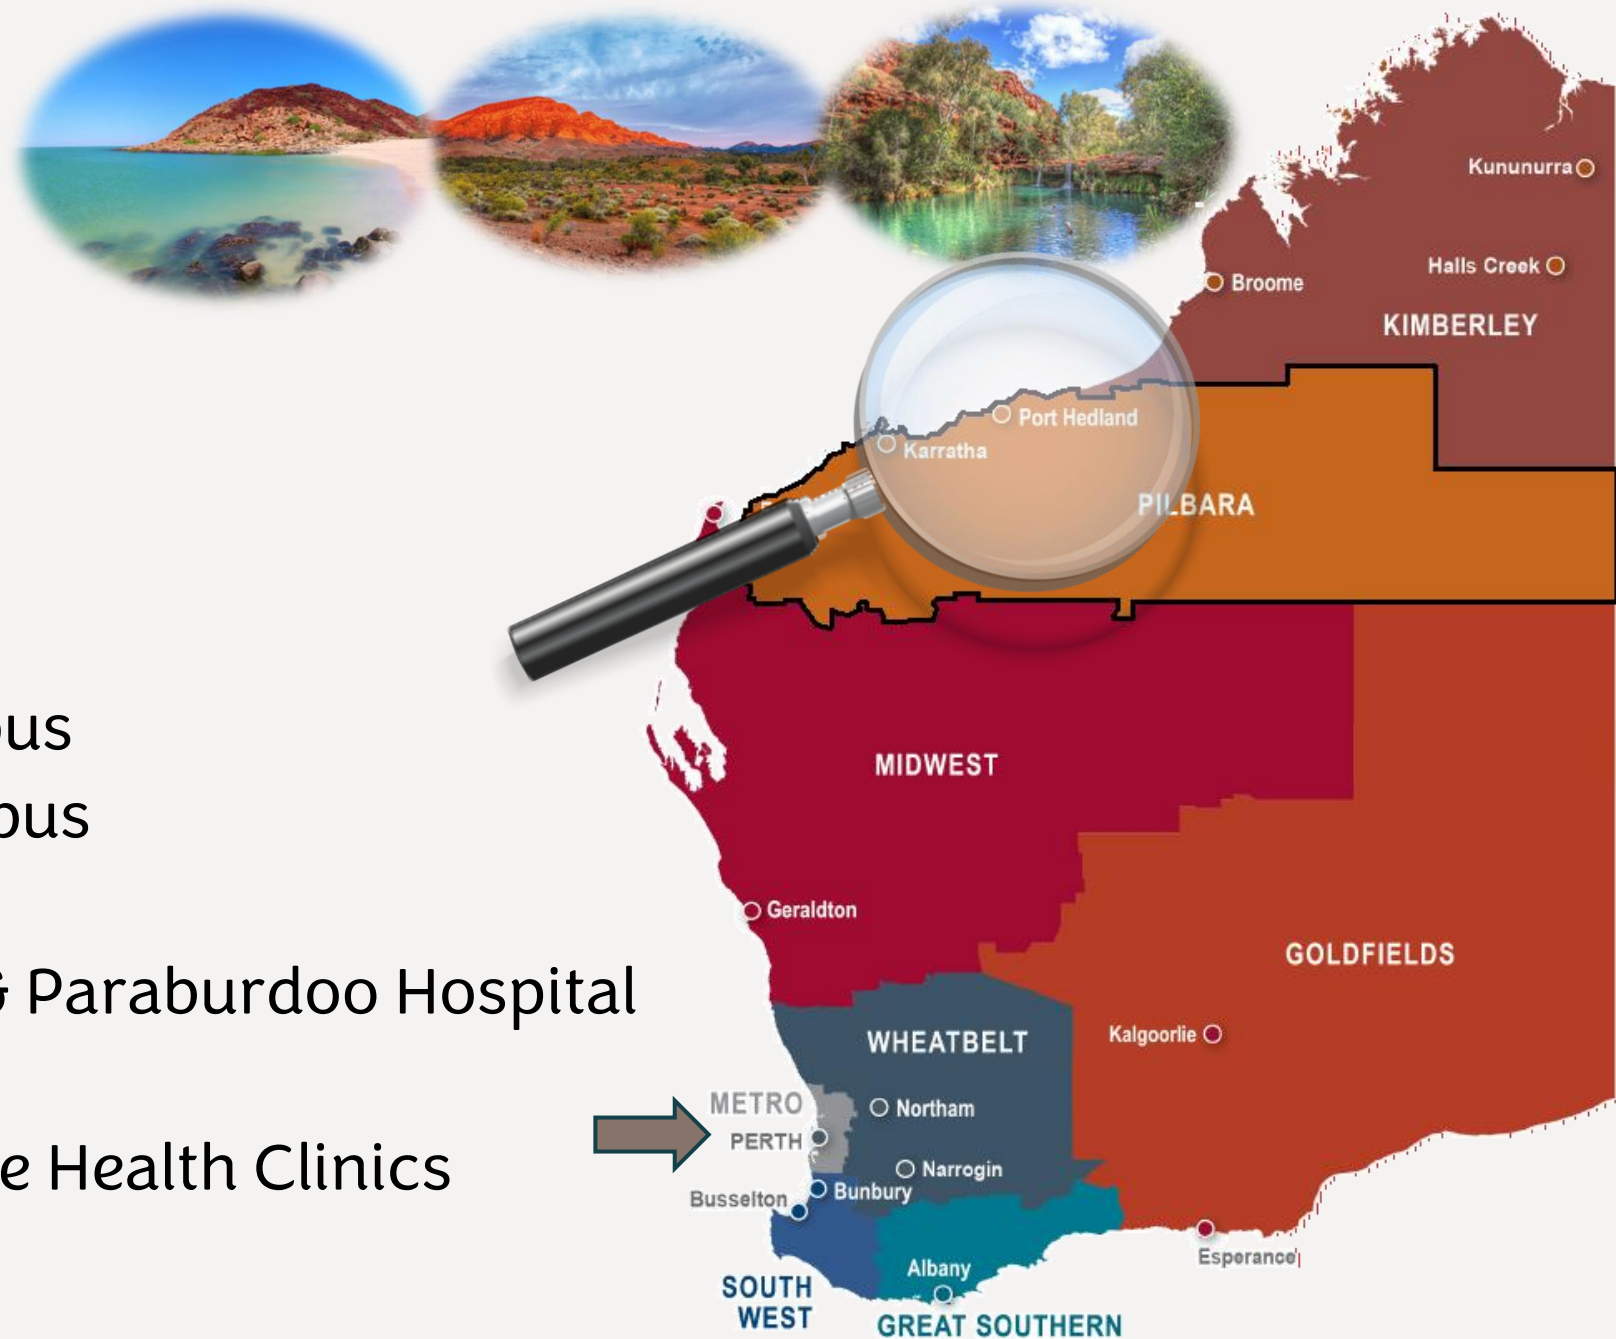 Kununurra
Halls Creek
Broome
KIMBERLEY
Port Hedland
Karratha
PILBARA
us
pus
MIDWEST
Geraldton
GOLDFIELDS
& Paraburdoo Hospital
WHEATBELT
Kalgoorlie
METRO
Northam
PERTH
e Health Clinics
Narrogin
Busselton
Bunbury
Esperance
Albany
SOUTH
WEST
GREAT SOUTHERN